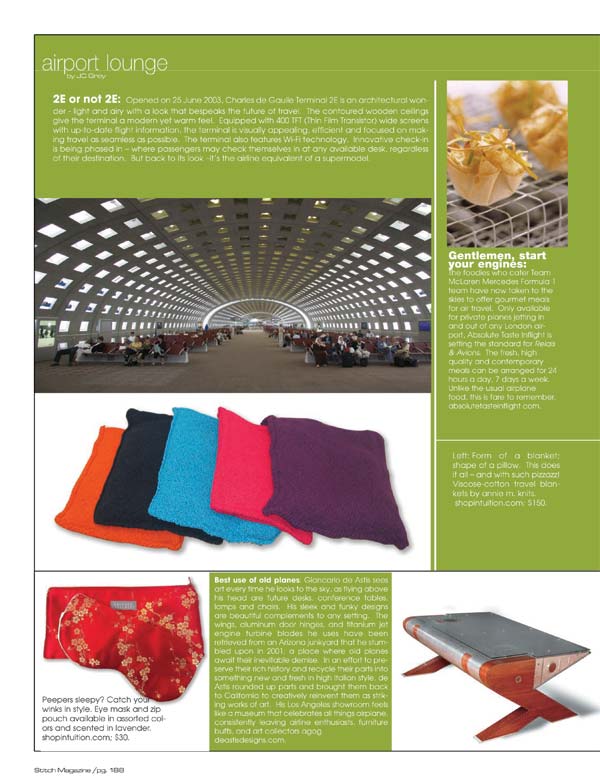 airport lounge
by JC Grey
2E or not 2E: Opened on 25 June 2003, Charles de Gaulle Terminal 2E is an architectural won-
der - light and airy with a look that bespeaks the future of travel. The contoured wooden ceilings
give the terminal a modern yet warm feel. Equipped with 400 TFT (Thin Film Transistor) wide screens
with up-to-date flight information, the terminal is visually appealing, efficient and focused on mak-
ing travel as seamless as possible. The terminal also features Wi-Fi technology. Innovative check-in
is being phased in – where passengers may check themselves in at any available desk, regardless
of their destination. But back to its look -it's the airline equivalent of a supermodel.
Gentlemen, start
your engines:
The foodies who cater Team
McLaren Mercedes Formula 1
team have now taken to the
skies to offer gourmet meals
for air travel. Only available
for private planes jetting in
and out of any London air-
port, Absolute Taste Inflight is
setting the standard for Relais
& Avions. The fresh, high
quality and contemporary
meals can be arranged for 24
hours a day, 7 days a week.
Unlike the usual airplane
food, this is fare to remember.
absolutetasteinflight.com.
Left: Form of a blanket;
shape of a pillow. This does
it all – and with such pizzazz!
Viscose-cotton travel blan-
kets by annie m. knits.
shopintuition.com; $150.
Peepers sleepy? Catch your
winks in style. Eye mask and zip
pouch available in assorted col-
ors and scented in lavender.
shopintuition.com; $30.
Best use of old planes: Giancarlo de Astis sees
art every time he looks to the sky, as flying above
his head are future desks, conference tables,
lamps and chairs. His sleek and funky designs
are beautiful complements to any setting. The
wings, aluminum door hinges, and titanium jet
engine turbine blades he uses have been
retrieved from an Arizona junkyard that he stum-
bled upon in 2001, a place where old planes
await their inevitable demise. In an effort to pre-
serve their rich history and recycle their parts into
something new and fresh in high Italian style, de
Astis rounded up parts and brought them back
to California to creatively reinvent them as strik-
ing works of art. His Los Angeles showroom feels
like a museum that celebrates all things airplane,
consistently leaving airline enthusiasts, furniture
buffs, and art collectors agog.
deastisdesigns.com.
Stitch Magazine /pg. 188